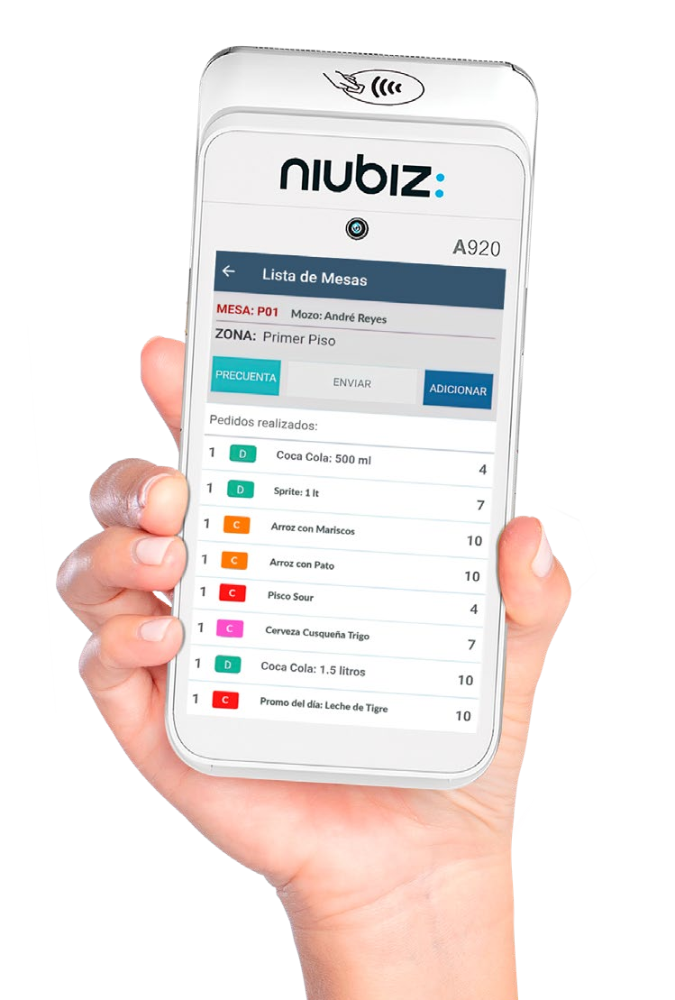 niubiz:
A920
Lista de Mesas
MESA: P01 Mozo: André Reyes
ZONA: Primer Piso
PRECUENTA ENVIAR ADICIONAR
Pedidos realizados:
1 D Coca Cola: 500 ml 4
1 D Sprite: 1 lt 7
1 C Arroz con Mariscos 10
1 C Arroz con Pato 10
1 C Pisco Sour 4
1 C Cerveza Cusqueña Trigo 7
1 D Coca Cola: 1.5 litros 10
1 C Promo del día: Leche de Tigre 10